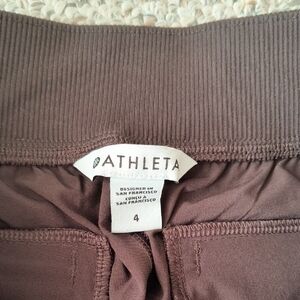 ATHLETA
DESIGNED IN
SAN FRANCISCO
CONÇU À
SAN FRANCISCO
4